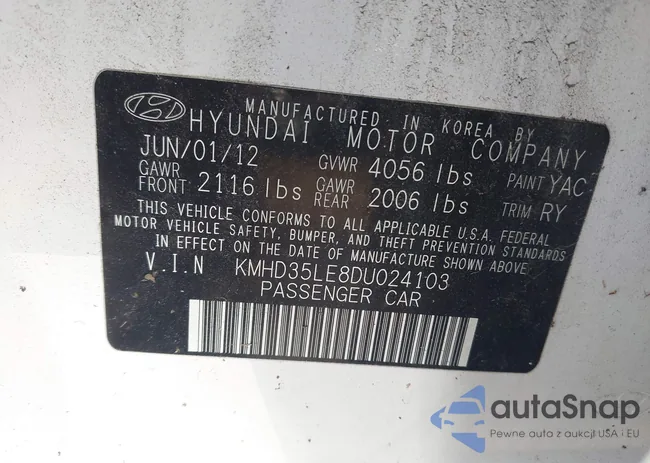 MANUFACTURED IN KOREA BY
HYUNDAI MOTOR COMPANY
JUN/01/12 GVWR 4056 lbs PAINT YAC
GAWR FRONT 2116 lbs GAWR REAR 2006 lbs TRIM RY
THIS VEHICLE CONFORMS TO ALL APPLICABLE U.S.A. FEDERAL
MOTOR VEHICLE SAFETY, BUMPER, AND THEFT PREVENTION STANDARDS
IN EFFECT ON THE DATE OF MANUFACTURE SHOWN ABOVE.
V.I.N KMHD35LE8DU024103
PASSENGER CAR
autoSnap
Pewne auta z aukcji USA i EU